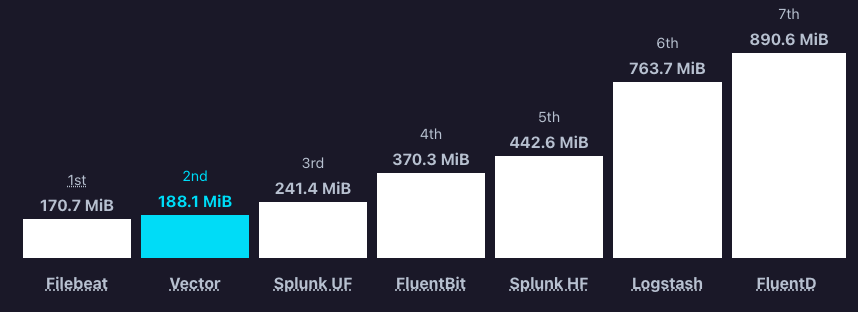 1st
170.7 MiB
Filebeat
2nd
188.1 MiB
Vector
3rd
241.4 MiB
Splunk UF
4th
370.3 MiB
FluentBit
5th
442.6 MiB
Splunk HF
6th
763.7 MiB
Logstash
7th
890.6 MiB
FluentD